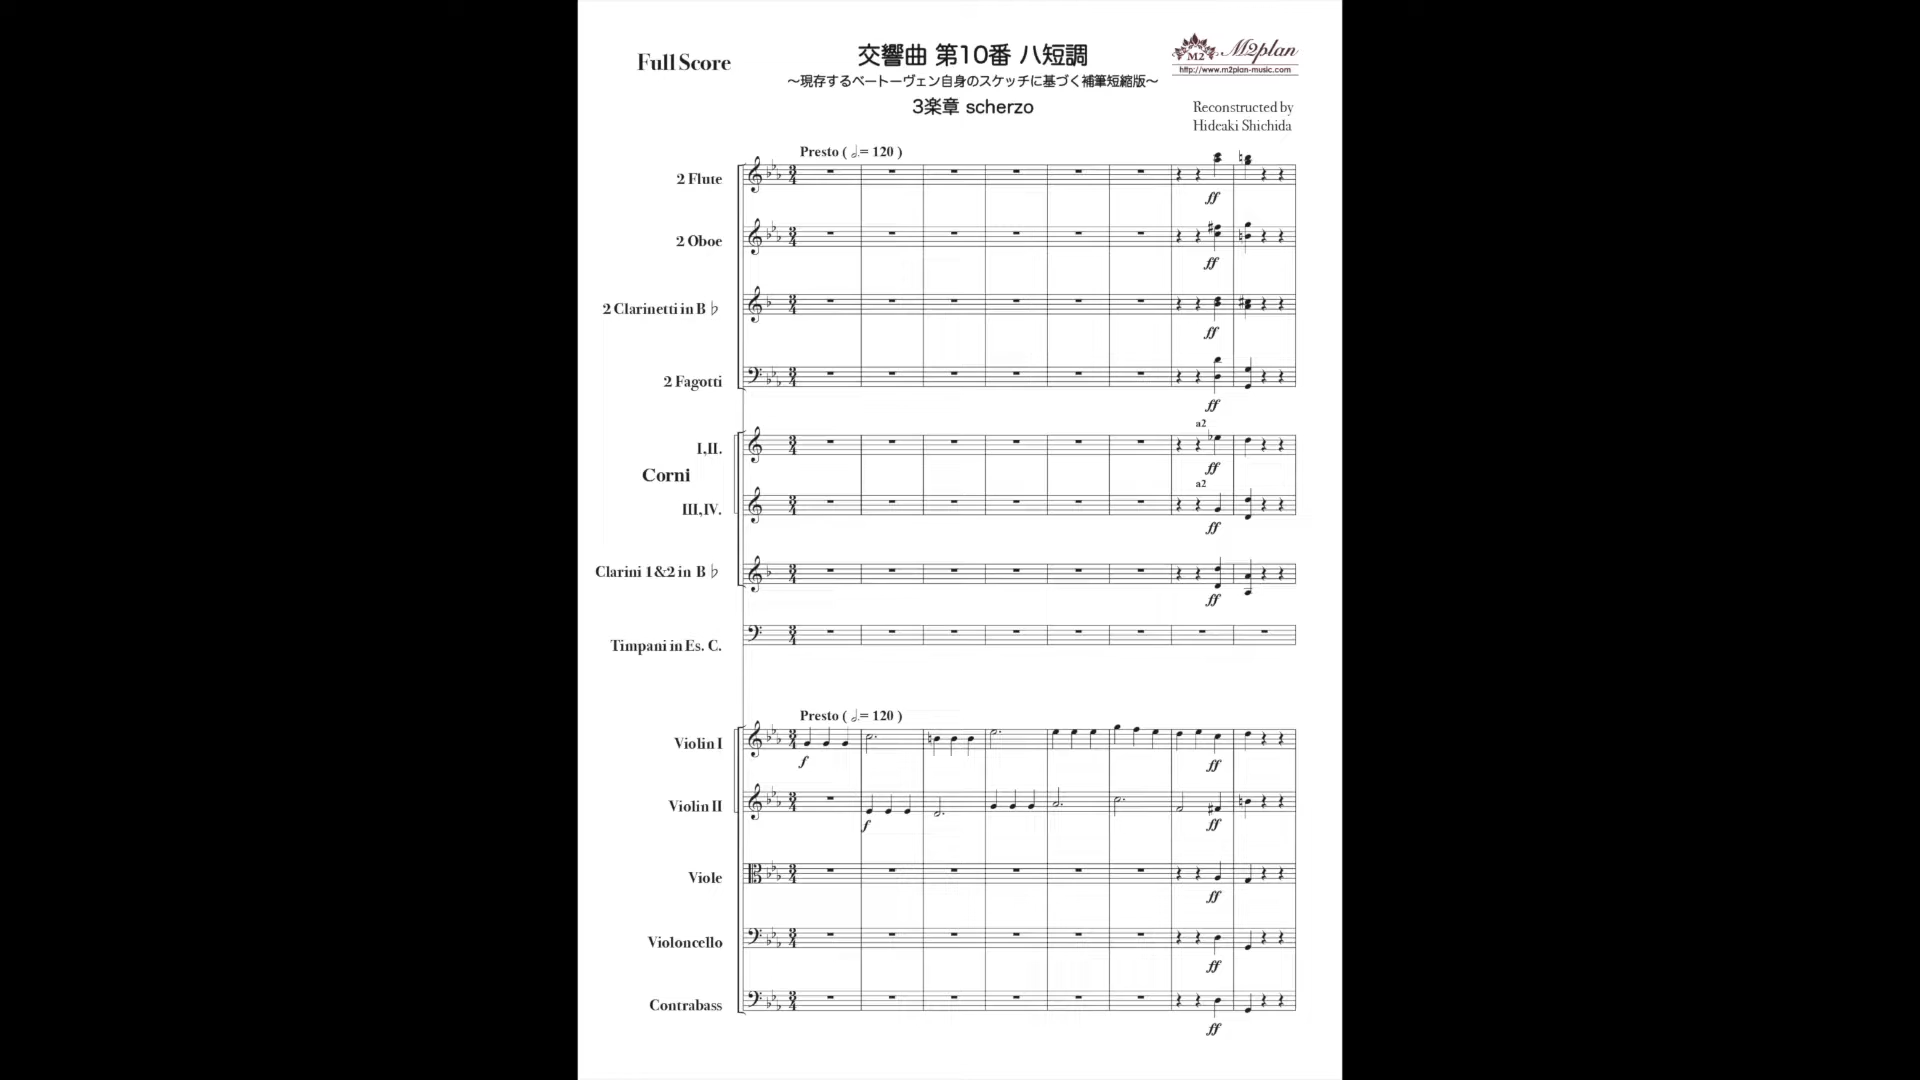 Full Score
交響曲 第10番 ハ短調
～現存するベートーヴェン自身のスケッチに基づく補筆短縮版～
3楽章 scherzo
M2 M2plan
http://www.m2plan-music.com
Reconstructed by
Hideaki Shichida
Presto ( 𝅗𝅥. = 120 )
2 Flute
ff
2 Oboe
ff
2 Clarinetti in B♭
ff
2 Fagotti
ff
a2
I,II.
ff
Corni
a2
III,IV.
ff
Clarini 1&2 in B♭
ff
Timpani in Es. C.
Presto ( 𝅗𝅥. = 120 )
Violin I
f ff
Violin II
f ff
Viole
ff
Violoncello
ff
Contrabass
ff